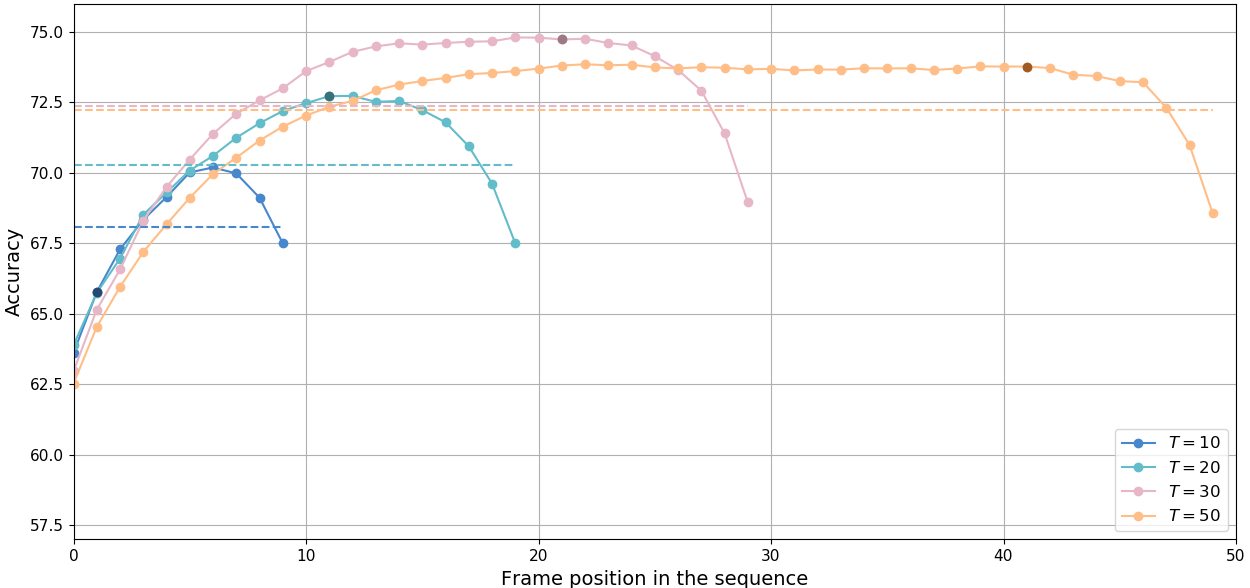 75.0
72.5
70.0
67.5
65.0
62.5
60.0
57.5
Accuracy
0 10 20 30 40 50
Frame position in the sequence
T = 10
T = 20
T = 30
T = 50